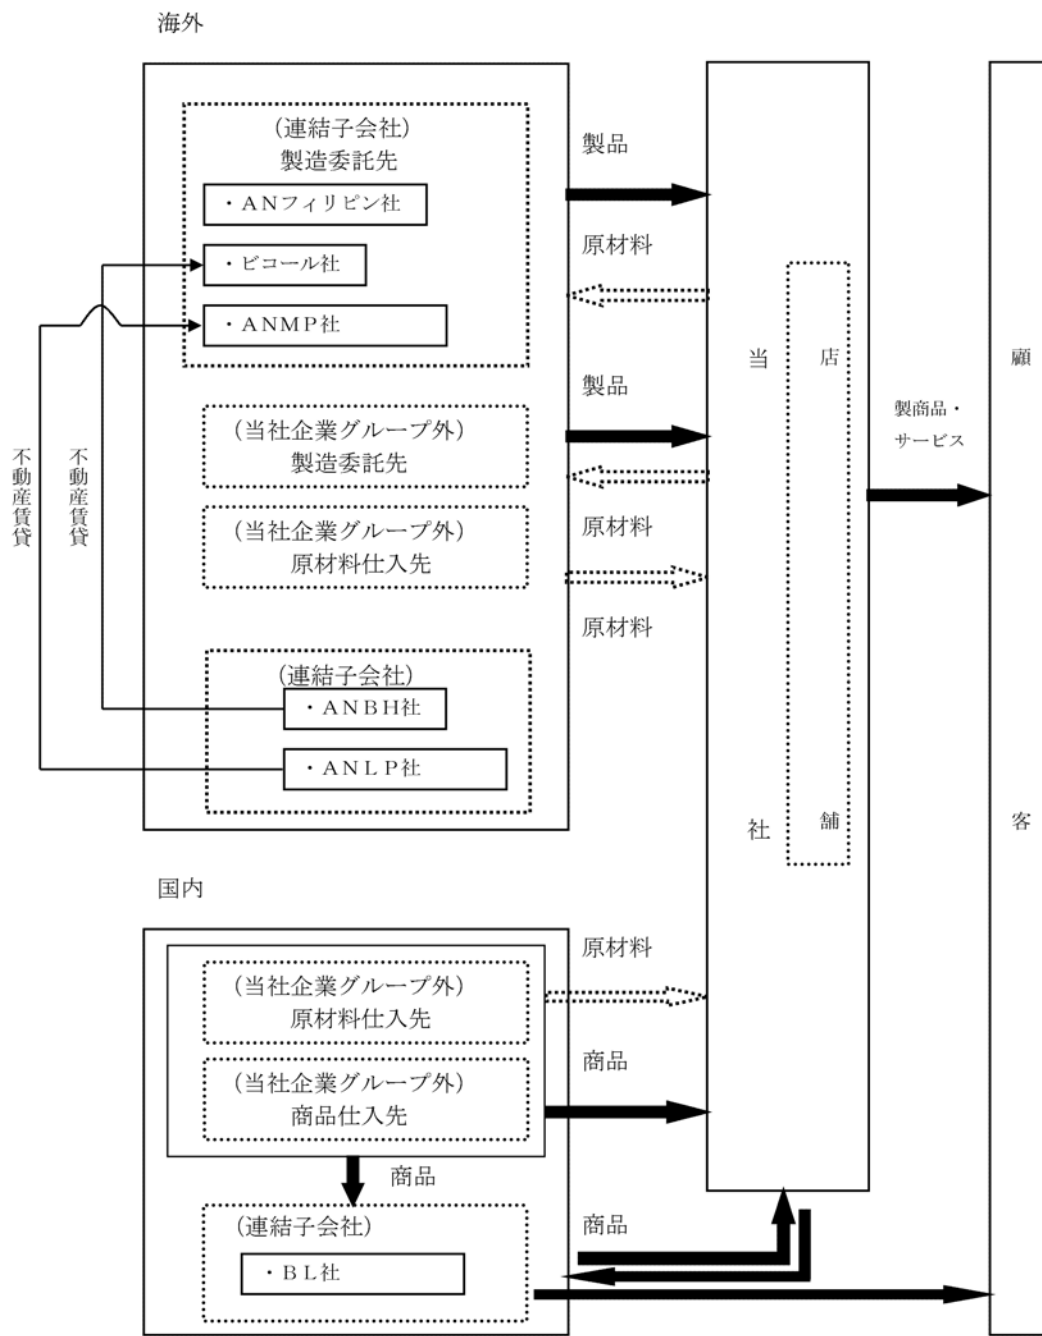 海外
(連結子会社)
製造委託先
・ANフィリピン社
・ビコール社
・ANMP社
(当社企業グループ外)
製造委託先
(当社企業グループ外)
原材料仕入先
(連結子会社)
・ANBH社
・ANLP社
不動産賃貸
不動産賃貸
製品
原材料
製品
原材料
原材料
当社
店舗
製商品・
サービス
顧客
国内
(当社企業グループ外)
原材料仕入先
(当社企業グループ外)
商品仕入先
商品
(連結子会社)
・BL社
原材料
商品
商品